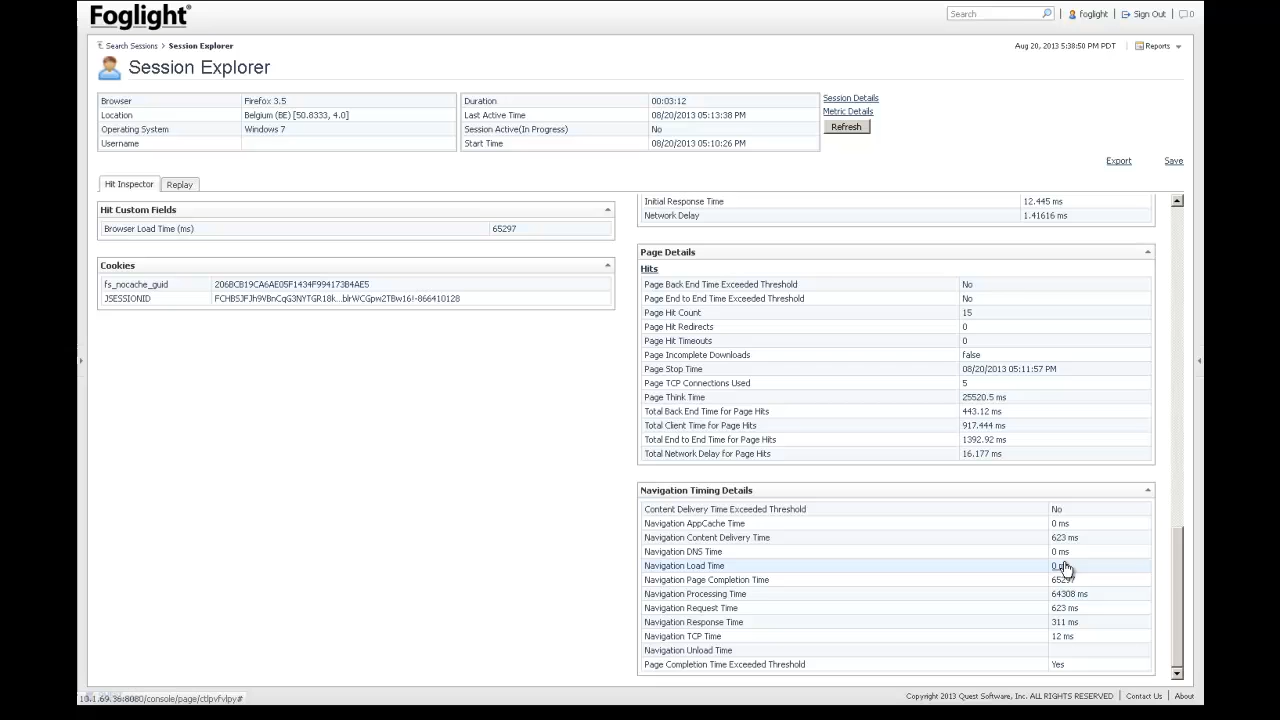 Foglight
Search
foglight
Sign Out
0
Search Sessions > Session Explorer
Aug 20, 2013 5:38:50 PM PDT
Reports
Session Explorer
Browser Firefox 3.5
Location Belgium (BE) [50.8333, 4.0]
Operating System Windows 7
Username
Duration 00:03:12
Last Active Time 08/20/2013 05:13:38 PM
Session Active(In Progress) No
Start Time 08/20/2013 05:10:26 PM
Session Details
Metric Details
Refresh
Export
Save
Hit Inspector
Replay
Hit Custom Fields
Browser Load Time (ms) 65297
Cookies
fs_nocache_guid 206BCB19CA6AE05F1434F994173B4AE5
JSESSIONID FCHBSJFJh9VBnCqG3NYTGR18k...blrWCGpw2TBw16!-866410128
Initial Response Time 12.445 ms
Network Delay 1.41616 ms
Page Details
Hits
Page Back End Time Exceeded Threshold No
Page End to End Time Exceeded Threshold No
Page Hit Count 15
Page Hit Redirects 0
Page Hit Timeouts 0
Page Incomplete Downloads false
Page Stop Time 08/20/2013 05:11:57 PM
Page TCP Connections Used 5
Page Think Time 25520.5 ms
Total Back End Time for Page Hits 443.12 ms
Total Client Time for Page Hits 917.444 ms
Total End to End Time for Page Hits 1392.92 ms
Total Network Delay for Page Hits 16.177 ms
Navigation Timing Details
Content Delivery Time Exceeded Threshold No
Navigation AppCache Time 0 ms
Navigation Content Delivery Time 623 ms
Navigation DNS Time 0 ms
Navigation Load Time 0
Navigation Page Completion Time 65297
Navigation Processing Time 64308 ms
Navigation Request Time 623 ms
Navigation Response Time 311 ms
Navigation TCP Time 12 ms
Navigation Unload Time
Page Completion Time Exceeded Threshold Yes
10.1.69.36:8080/console/page/ctlpvfvlpy#
Copyright 2013 Quest Software, Inc. ALL RIGHTS RESERVED
Contact Us
About